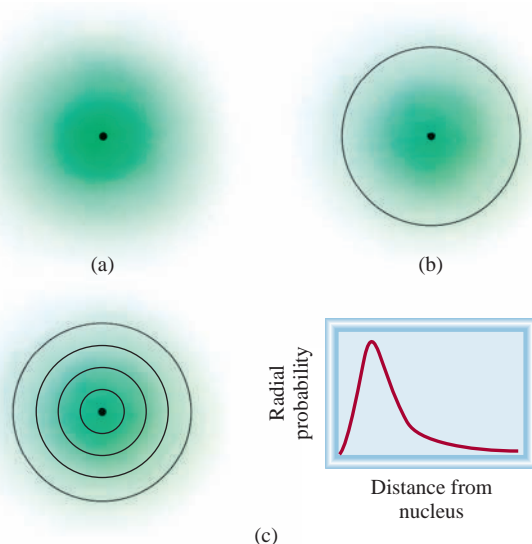 (a)
(b)
Radial
probability
Distance from
nucleus
(c)